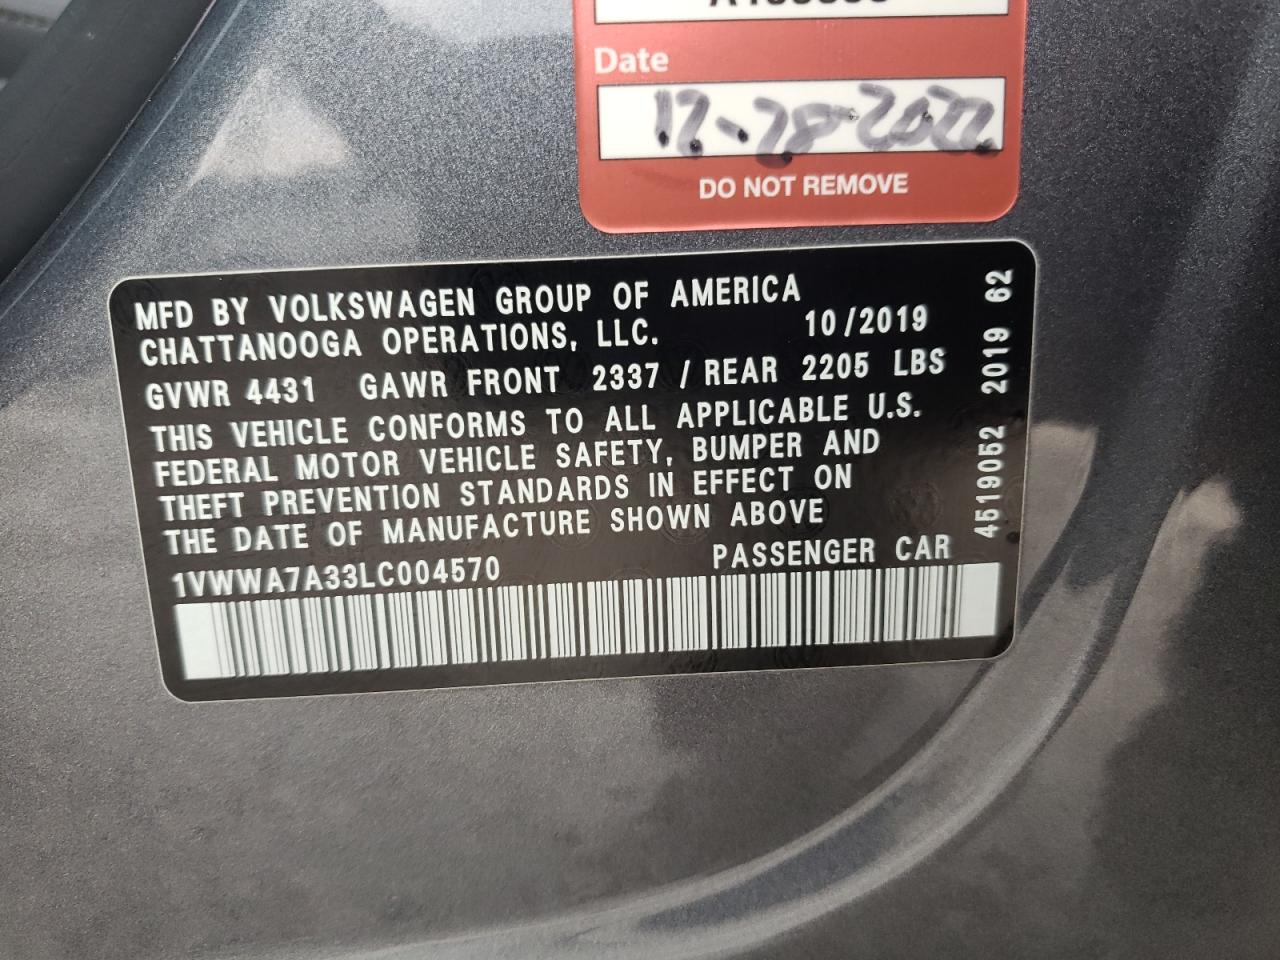 Date
12-28-2022
DO NOT REMOVE
MFD BY VOLKSWAGEN GROUP OF AMERICA
CHATTANOOGA OPERATIONS, LLC. 10/2019
GVWR 4431 GAWR FRONT 2337 / REAR 2205 LBS
THIS VEHICLE CONFORMS TO ALL APPLICABLE U.S.
FEDERAL MOTOR VEHICLE SAFETY, BUMPER AND
THEFT PREVENTION STANDARDS IN EFFECT ON
THE DATE OF MANUFACTURE SHOWN ABOVE
1VWWA7A33LC004570 PASSENGER CAR
4519052 2019 62